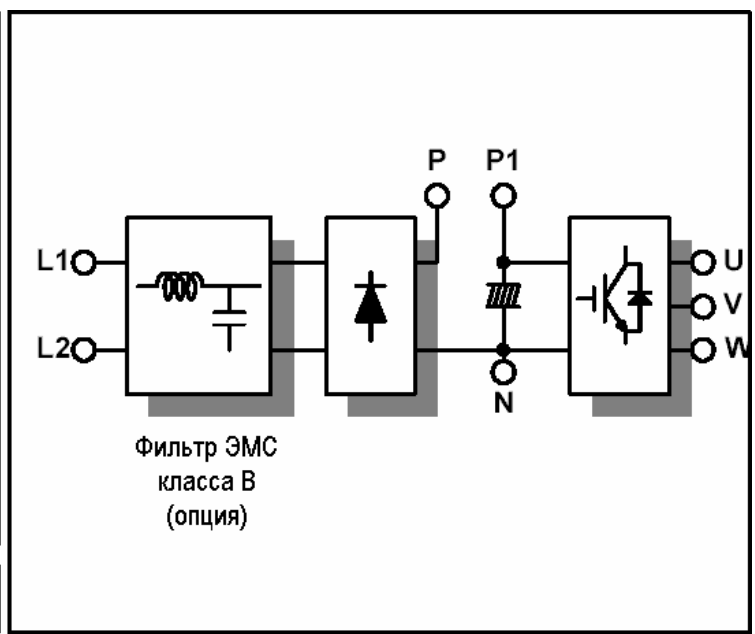 P P1
L1 U
V
L2 W
N
Фильтр ЭМС
класса В
(опция)